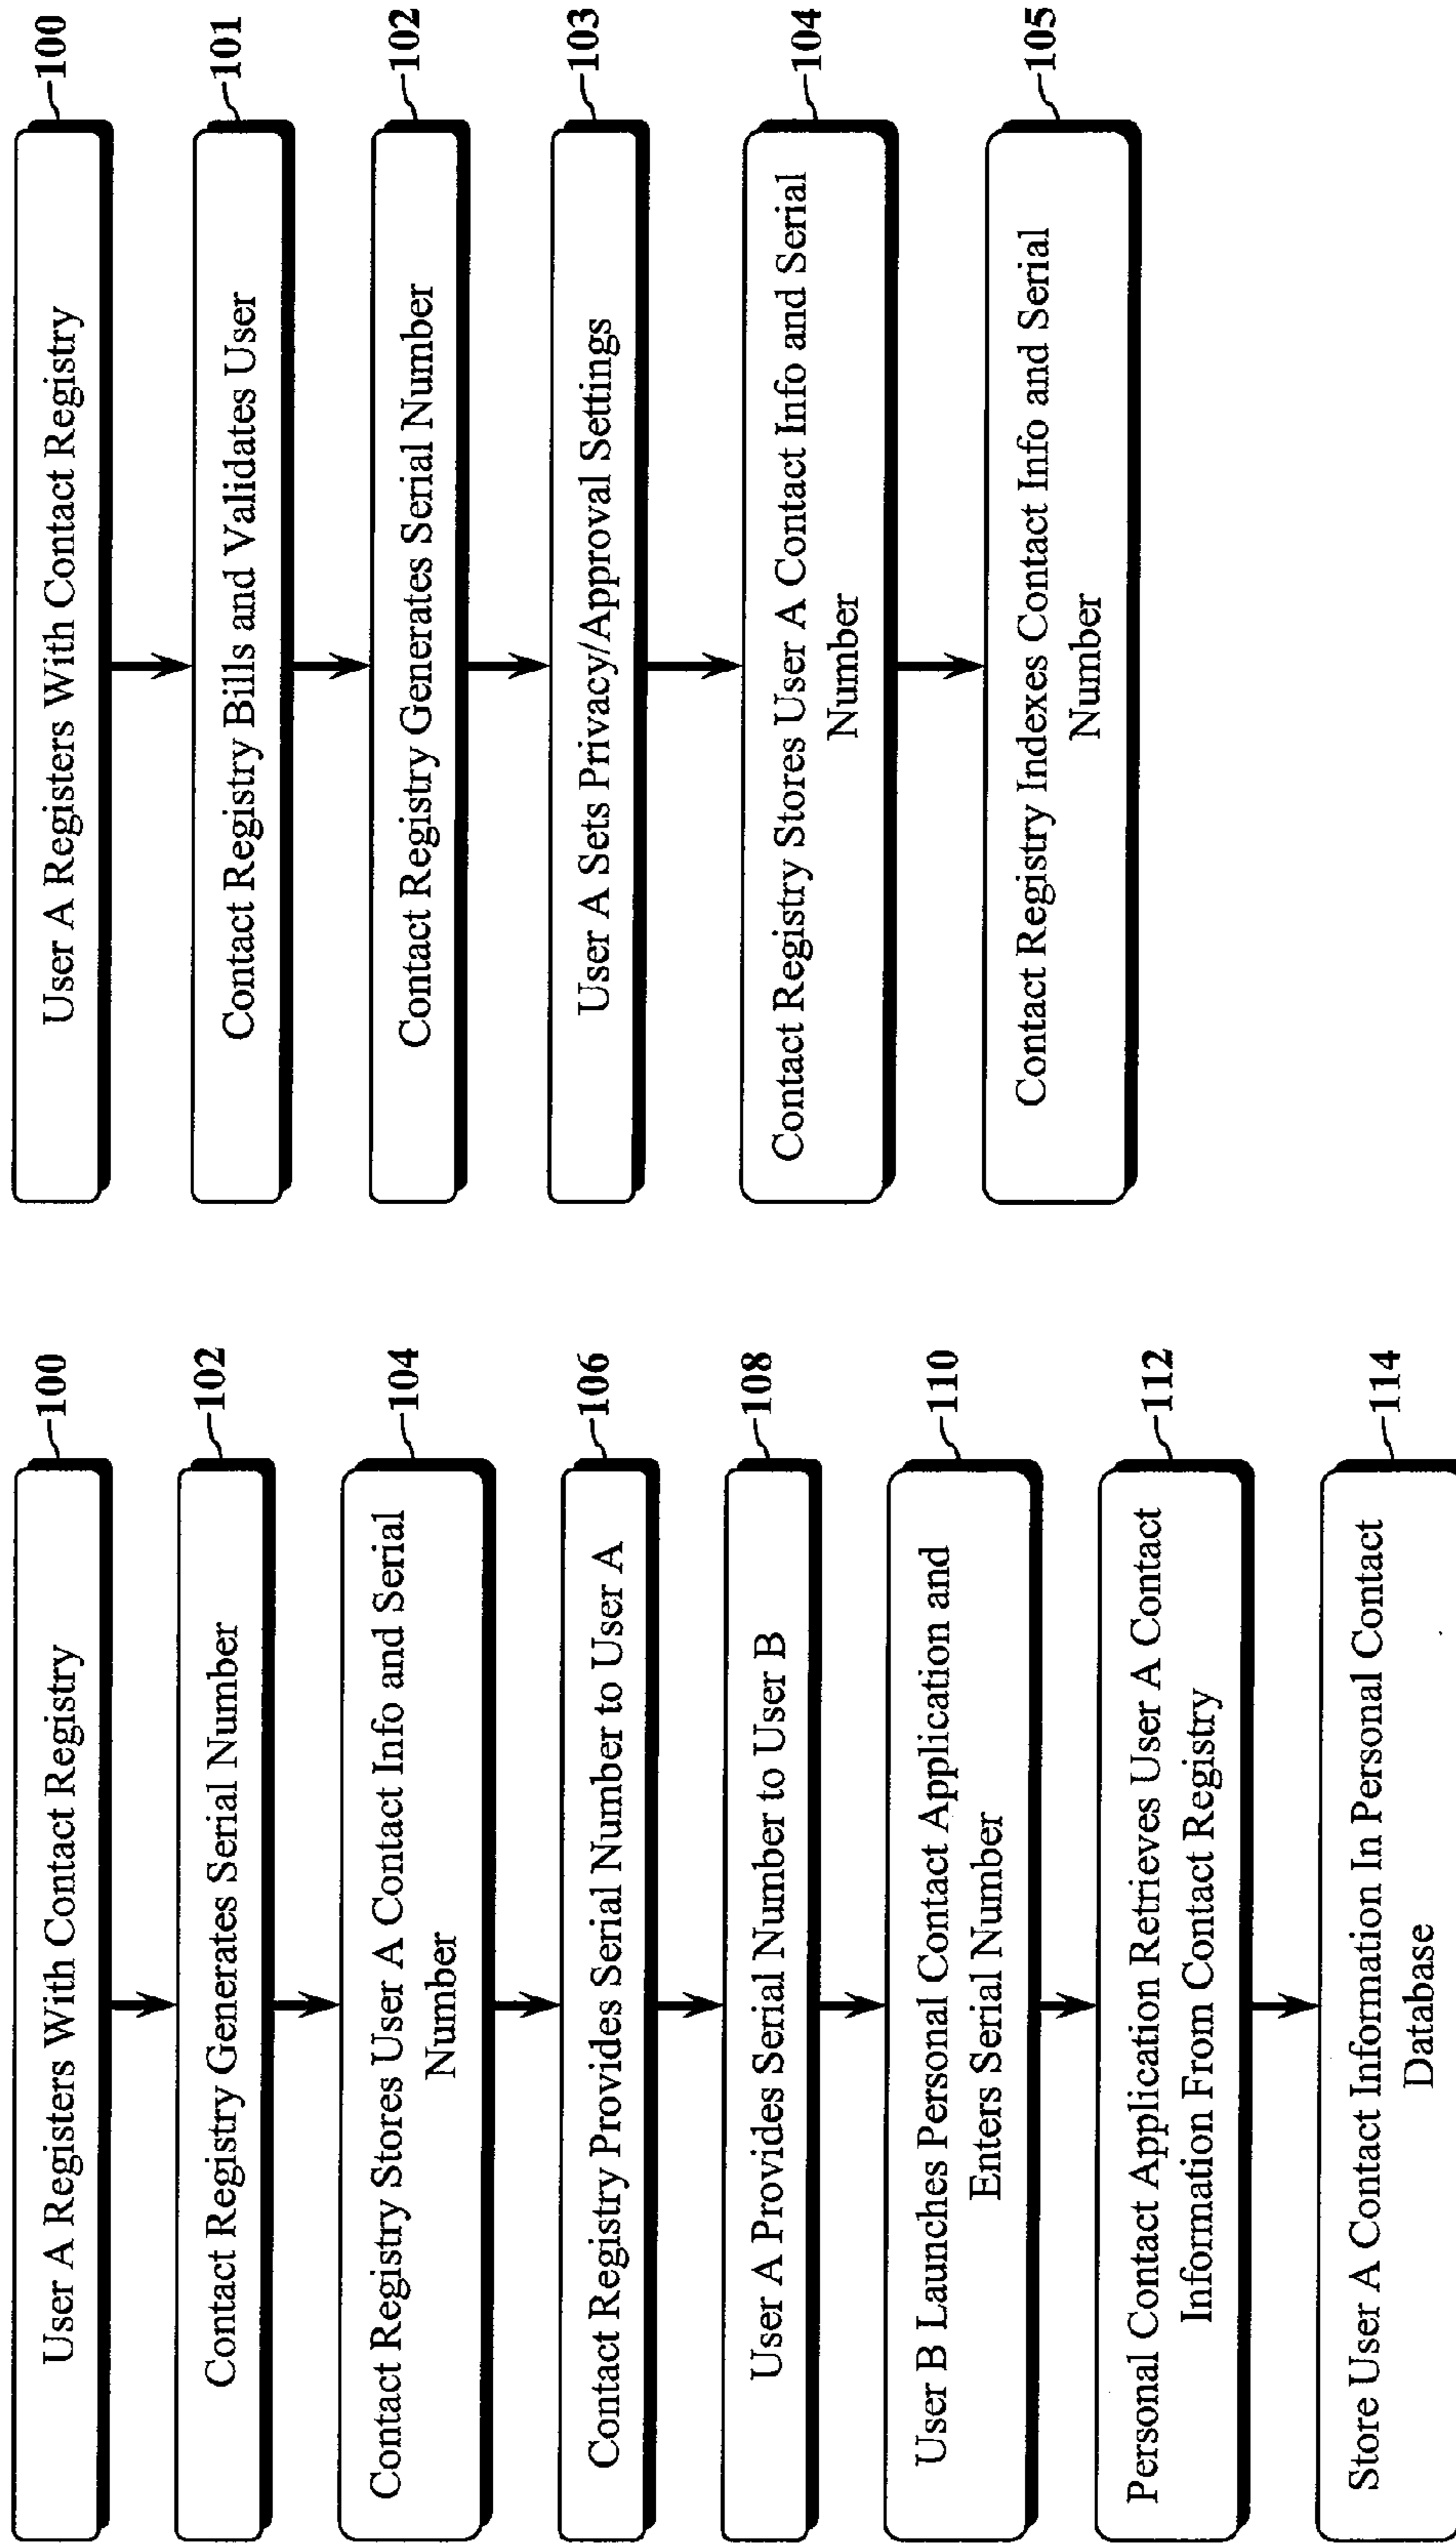 User A Registers With Contact Registry
100
Contact Registry Generates Serial Number
102
Contact Registry Stores User A Contact Info and Serial
Number
104
Contact Registry Provides Serial Number to User A
106
User A Provides Serial Number to User B
108
User B Launches Personal Contact Application and
Enters Serial Number
110
Personal Contact Application Retrieves User A Contact
Information From Contact Registry
112
Store User A Contact Information In Personal Contact
Database
114
User A Registers With Contact Registry
100
Contact Registry Bills and Validates User
101
Contact Registry Generates Serial Number
102
User A Sets Privacy/Approval Settings
103
Contact Registry Stores User A Contact Info and Serial
Number
104
Contact Registry Indexes Contact Info and Serial
Number
105